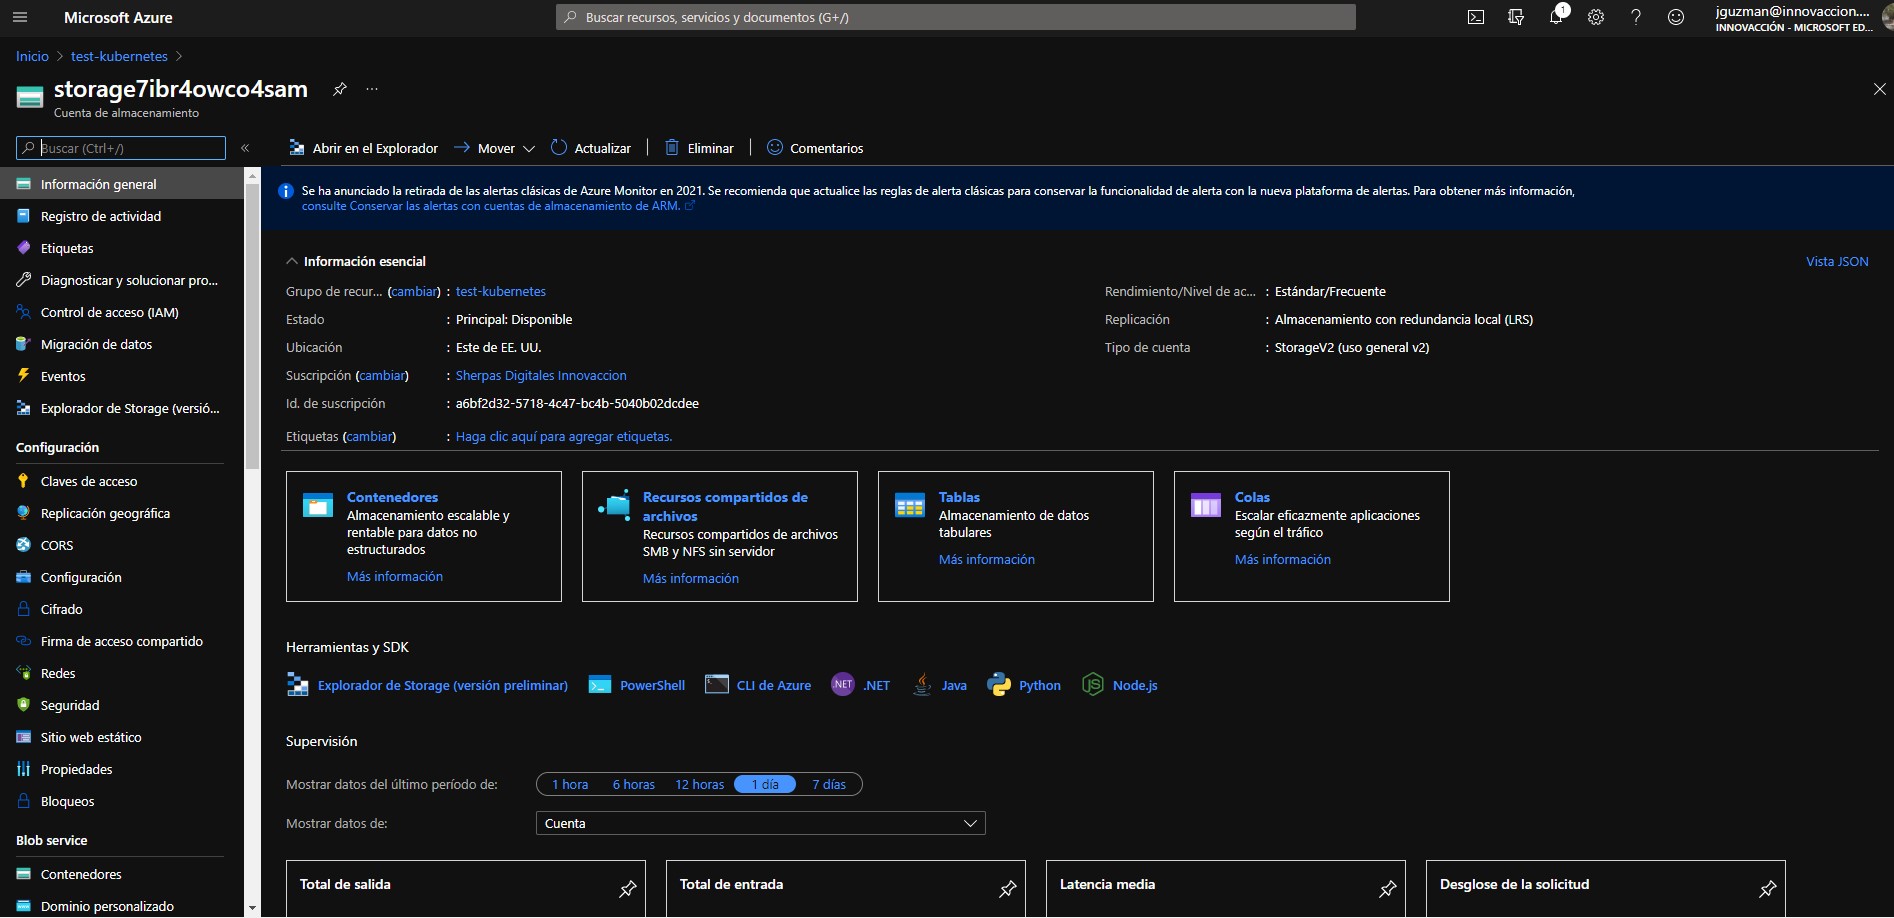 Microsoft Azure
Buscar recursos, servicios y documentos (G+/)
1
jguzman@innovaccion....
INNOVACCIÓN - MICROSOFT ED...
Inicio > test-kubernetes >
storage7ibr4owco4sam
Cuenta de almacenamiento
Buscar (Ctrl+/)
Información general
Registro de actividad
Etiquetas
Diagnosticar y solucionar pro...
Control de acceso (IAM)
Migración de datos
Eventos
Explorador de Storage (versió...
Configuración
Claves de acceso
Replicación geográfica
CORS
Configuración
Cifrado
Firma de acceso compartido
Redes
Seguridad
Sitio web estático
Propiedades
Bloqueos
Blob service
Contenedores
Dominio personalizado
Abrir en el Explorador
Mover
Actualizar
Eliminar
Comentarios
Se ha anunciado la retirada de las alertas clásicas de Azure Monitor en 2021. Se recomienda que actualice las reglas de alerta clásicas para conservar la funcionalidad de alerta con la nueva plataforma de alertas. Para obtener más información,
consulte Conservar las alertas con cuentas de almacenamiento de ARM.
Información esencial
Vista JSON
Grupo de recur... (cambiar) : test-kubernetes
Estado : Principal: Disponible
Ubicación : Este de EE. UU.
Suscripción (cambiar) : Sherpas Digitales Innovaccion
Id. de suscripción : a6bf2d32-5718-4c47-bc4b-5040b02dcdee
Etiquetas (cambiar) : Haga clic aquí para agregar etiquetas.
Rendimiento/Nivel de ac... : Estándar/Frecuente
Replicación : Almacenamiento con redundancia local (LRS)
Tipo de cuenta : StorageV2 (uso general v2)
Contenedores
Almacenamiento escalable y
rentable para datos no
estructurados
Más información
Recursos compartidos de
archivos
Recursos compartidos de archivos
SMB y NFS sin servidor
Más información
Tablas
Almacenamiento de datos
tabulares
Más información
Colas
Escalar eficazmente aplicaciones
según el tráfico
Más información
Herramientas y SDK
Explorador de Storage (versión preliminar)
PowerShell
CLI de Azure
NET
.NET
Java
Python
JS
Node.js
Supervisión
Mostrar datos del último período de:
1 hora
6 horas
12 horas
1 día
7 días
Mostrar datos de:
Cuenta
Total de salida
Total de entrada
Latencia media
Desglose de la solicitud